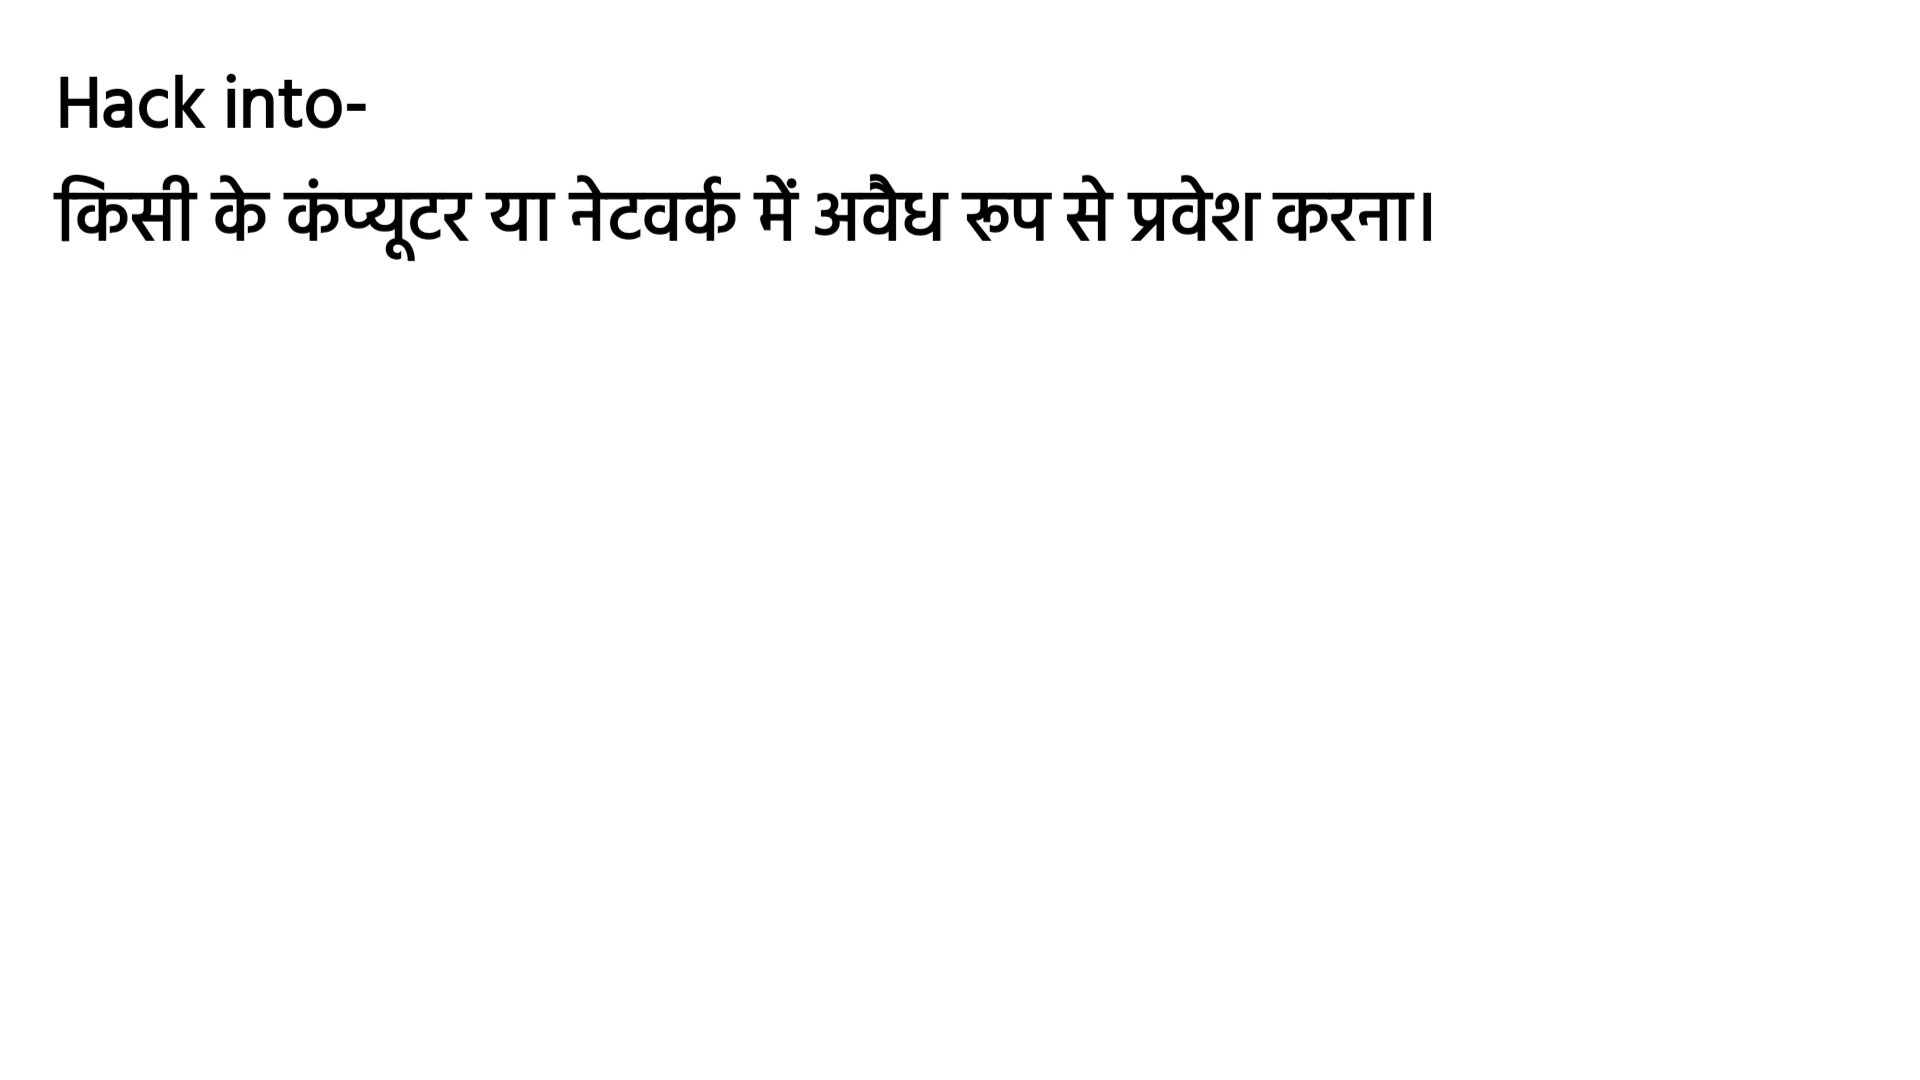 Hack into-
किसी के कंप्यूटर या नेटवर्क में अवैध रूप से प्रवेश करना।